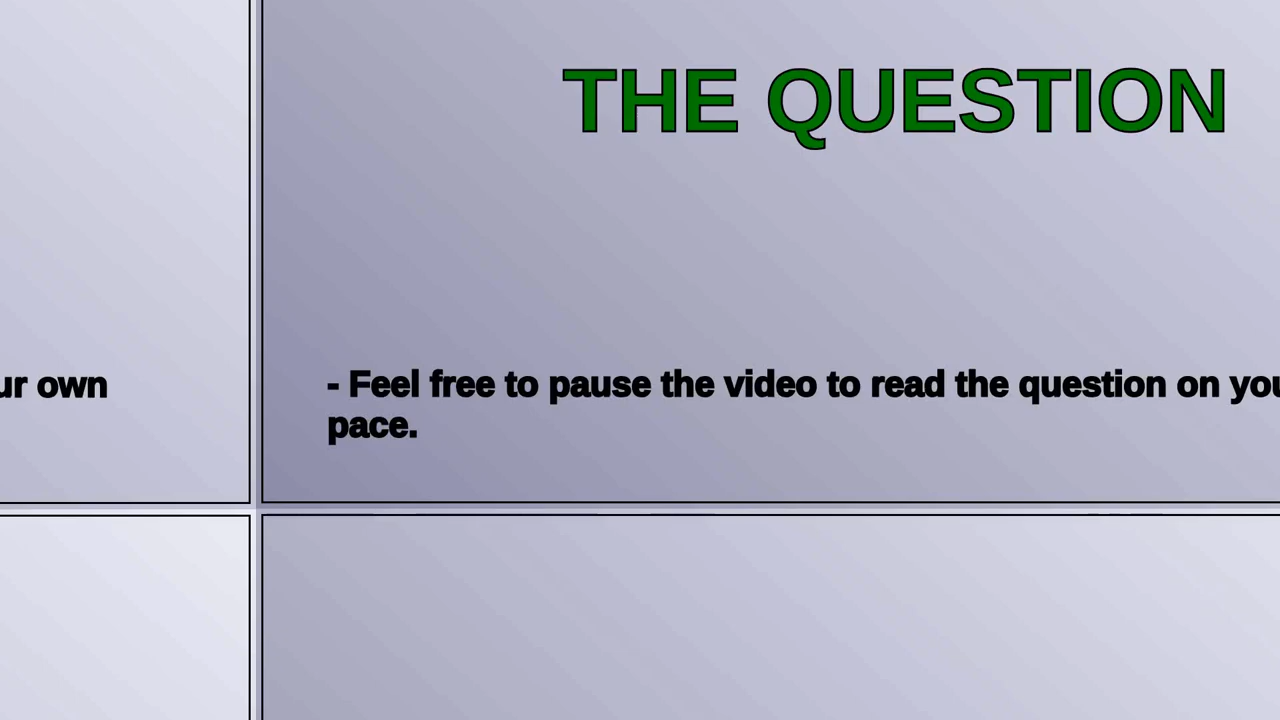 THE QUESTION
ur own
- Feel free to pause the video to read the question on you
pace.